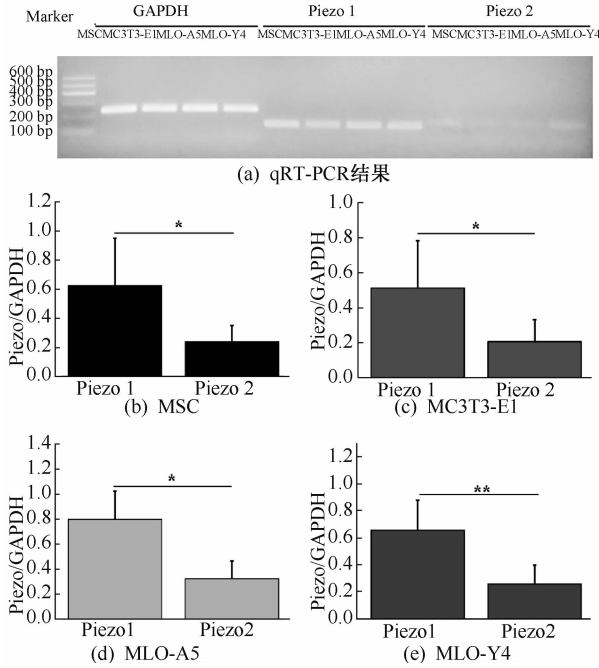 GAPDH Piezo 1 Piezo 2
Marker
MSCMC3T3-E1MLO-A5MLO-Y4 MSCMC3T3-E1MLO-A5MLO-Y4 MSCMC3T3-E1MLO-A5MLO-Y4
600 bp
500 bp
400 bp
300 bp
200 bp
100 bp
(a) qRT-PCR结果
Piezo/GAPDH
1.2
1.0
0.8
0.6
0.4
0.2
0.0
*
Piezo 1 Piezo 2
(b) MSC
Piezo/GAPDH
1.0
0.8
0.6
0.4
0.2
0.0
*
Piezo 1 Piezo 2
(c) MC3T3-E1
Piezo/GAPDH
1.4
1.2
1.0
0.8
0.6
0.4
0.2
0.0
*
Piezo1 Piezo2
(d) MLO-A5
Piezo/GAPDH
1.2
1.0
0.8
0.6
0.4
0.2
0.0
**
Piezo1 Piezo2
(e) MLO-Y4